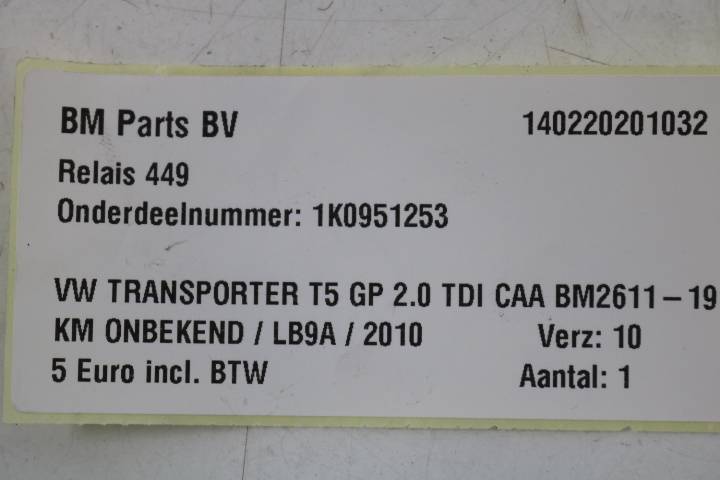 BM Parts BV 140220201032
Relais 449
Onderdeelnummer: 1K0951253
VW TRANSPORTER T5 GP 2.0 TDI CAA BM2611-19
KM ONBEKEND / LB9A / 2010 Verz: 10
5 Euro incl. BTW Aantal: 1